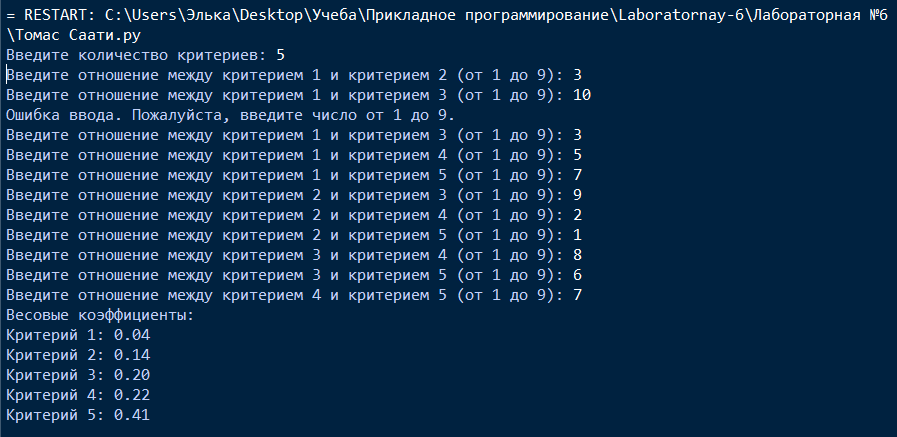 = RESTART: C:\Users\Элька\Desktop\Учеба\Прикладное программирование\Laboratornay-6\Лабораторная №6
\Томас Саати.py
Введите количество критериев: 5
Введите отношение между критерием 1 и критерием 2 (от 1 до 9): 3
Введите отношение между критерием 1 и критерием 3 (от 1 до 9): 10
Ошибка ввода. Пожалуйста, введите число от 1 до 9.
Введите отношение между критерием 1 и критерием 3 (от 1 до 9): 3
Введите отношение между критерием 1 и критерием 4 (от 1 до 9): 5
Введите отношение между критерием 1 и критерием 5 (от 1 до 9): 7
Введите отношение между критерием 2 и критерием 3 (от 1 до 9): 9
Введите отношение между критерием 2 и критерием 4 (от 1 до 9): 2
Введите отношение между критерием 2 и критерием 5 (от 1 до 9): 1
Введите отношение между критерием 3 и критерием 4 (от 1 до 9): 8
Введите отношение между критерием 3 и критерием 5 (от 1 до 9): 6
Введите отношение между критерием 4 и критерием 5 (от 1 до 9): 7
Весовые коэффициенты:
Критерий 1: 0.04
Критерий 2: 0.14
Критерий 3: 0.20
Критерий 4: 0.22
Критерий 5: 0.41